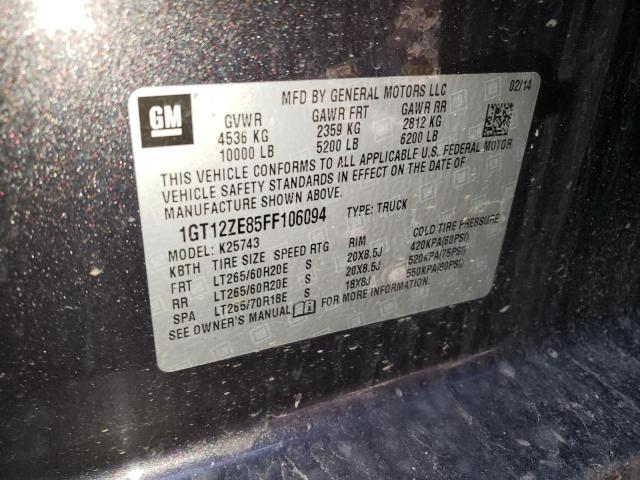 GM
MFD BY GENERAL MOTORS LLC 02/14
GVWR GAWR FRT GAWR RR
4536 KG 2359 KG 2812 KG
10000 LB 5200 LB 6200 LB
THIS VEHICLE CONFORMS TO ALL APPLICABLE U.S. FEDERAL MOTOR
VEHICLE SAFETY STANDARDS IN EFFECT ON THE DATE OF
MANUFACTURE SHOWN ABOVE.
1GT12ZE85FF106094 TYPE: TRUCK
MODEL: K25743
KBTH TIRE SIZE SPEED RTG RIM COLD TIRE PRESSURE
FRT LT265/60R20E S 20X8.5J 420KPA(60PSI)
RR LT265/60R20E S 20X8.5J 520KPA(75PSI)
SPA LT265/70R18E S 18X8J 550KPA(80PSI)
SEE OWNER'S MANUAL FOR MORE INFORMATION.